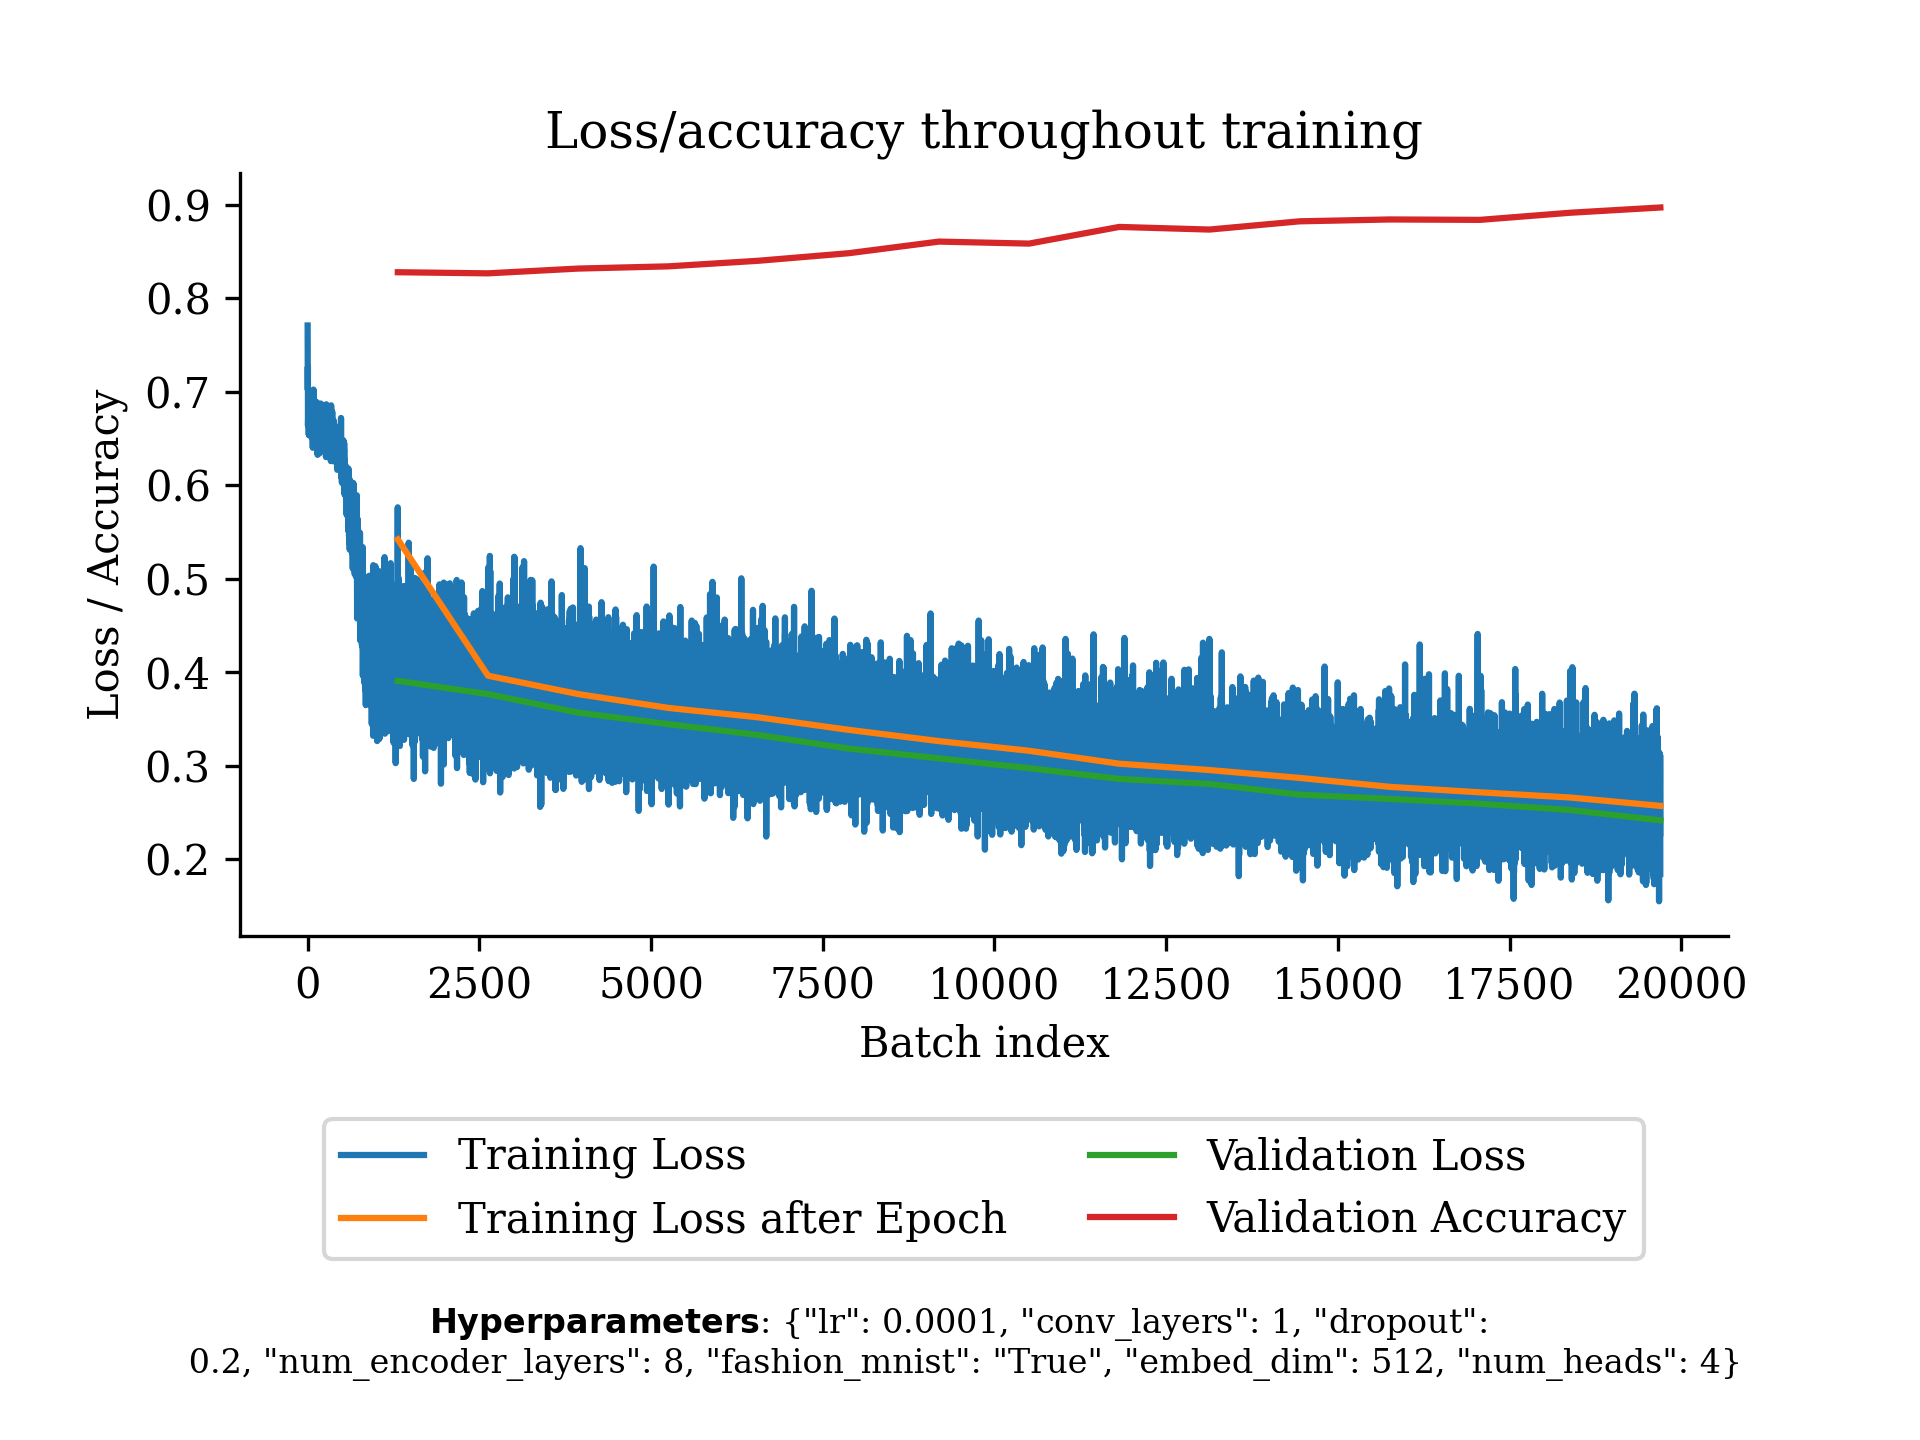 Loss/accuracy throughout training
Loss / Accuracy
0.9
0.8
0.7
0.6
0.5
0.4
0.3
0.2
0 2500 5000 7500 10000 12500 15000 17500 20000
Batch index
Training Loss
Training Loss after Epoch
Validation Loss
Validation Accuracy
Hyperparameters: {"lr": 0.0001, "conv_layers": 1, "dropout":
0.2, "num_encoder_layers": 8, "fashion_mnist": "True", "embed_dim": 512, "num_heads": 4}